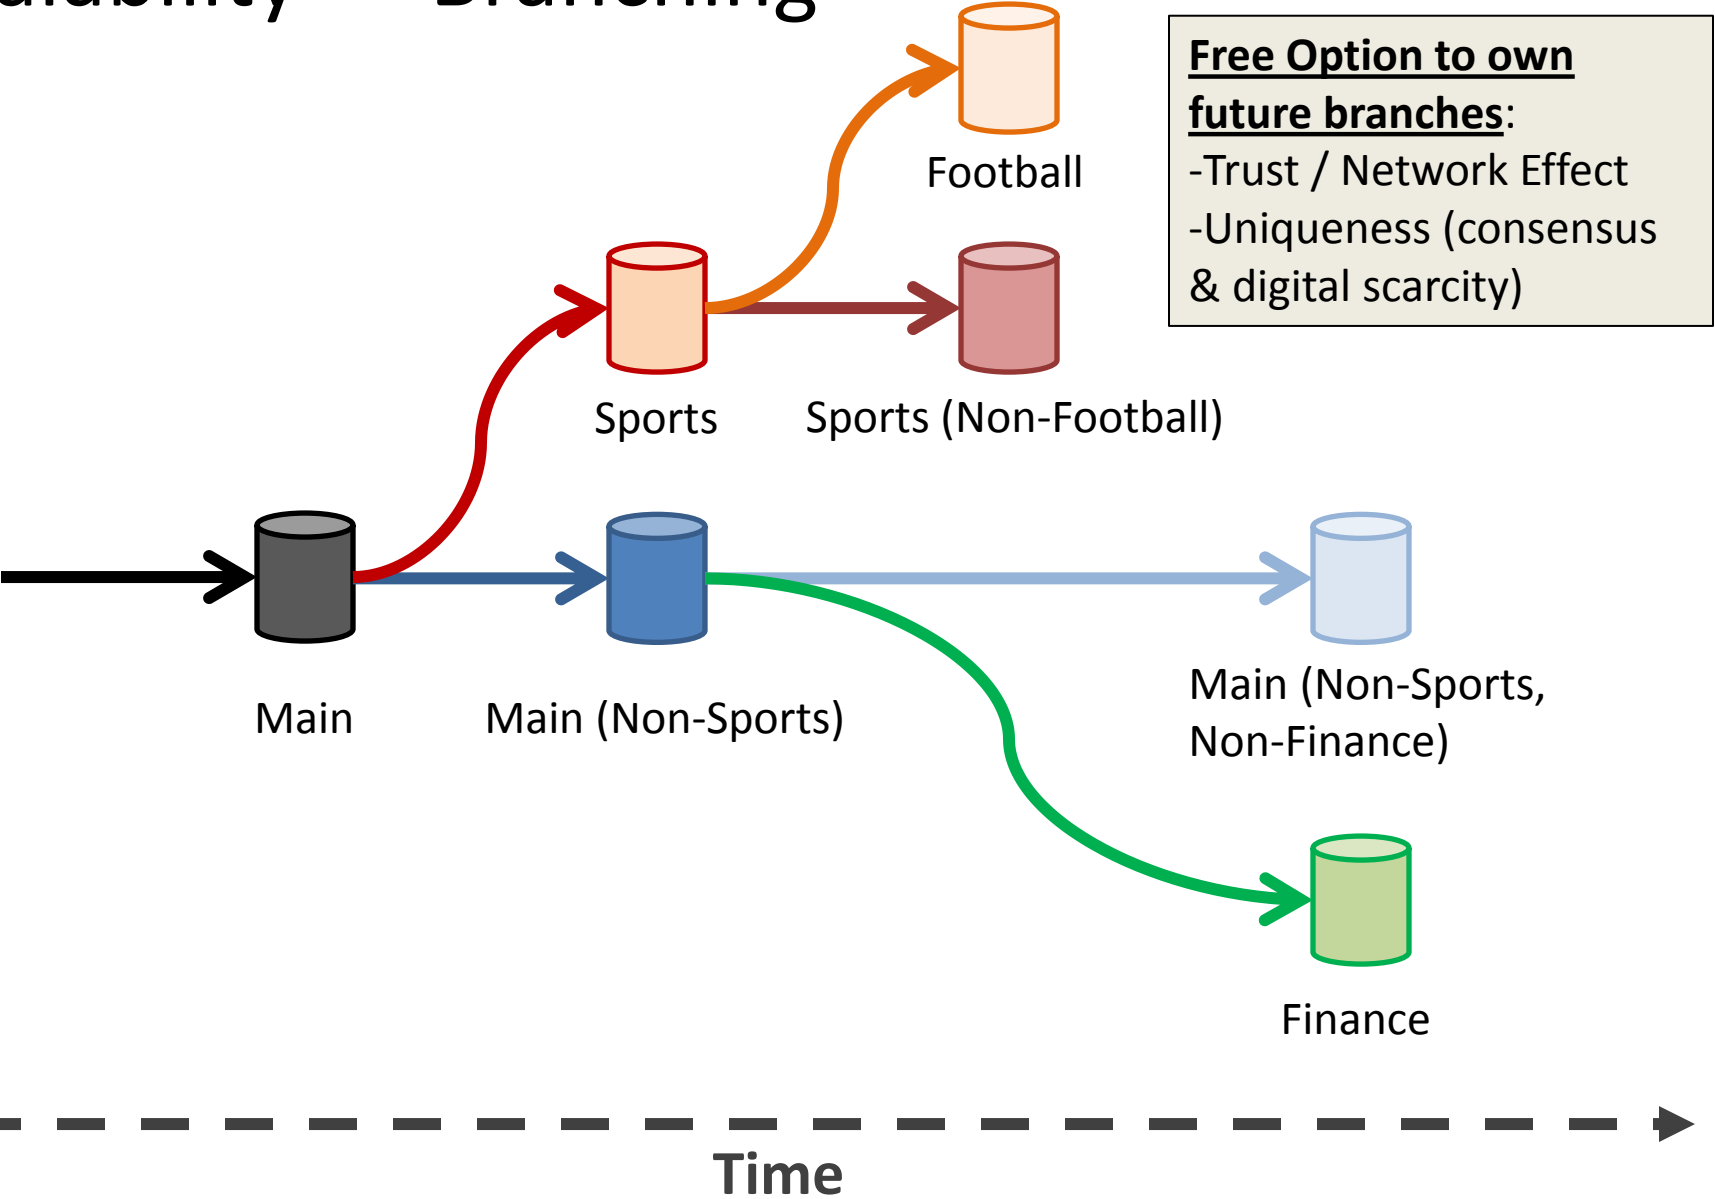 Branching
Free Option to own
future branches:
-Trust / Network Effect
-Uniqueness (consensus
& digital scarcity)
Football
Sports
Sports (Non-Football)
Main
Main (Non-Sports)
Main (Non-Sports,
Non-Finance)
Finance
Time